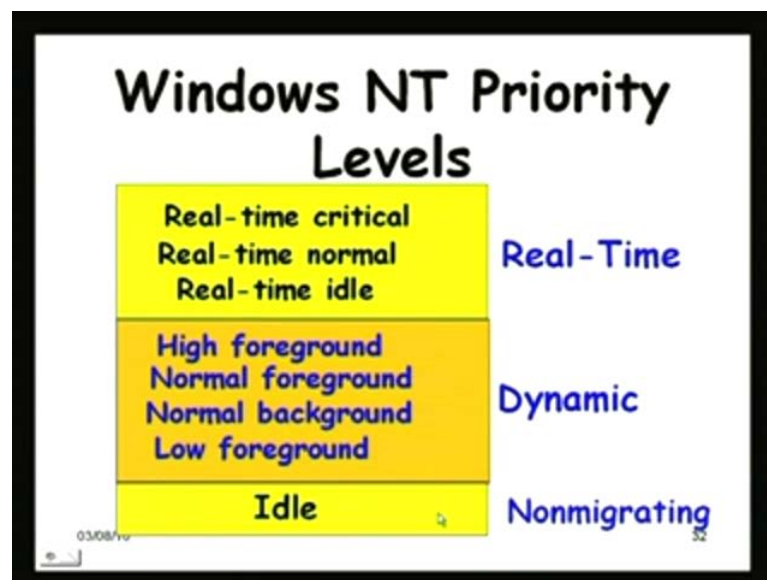 Windows NT Priority
Levels
Real-time critical
Real-time normal
Real-time idle
Real-Time
High foreground
Normal foreground
Normal background
Low foreground
Dynamic
Idle
Nonmigrating
32